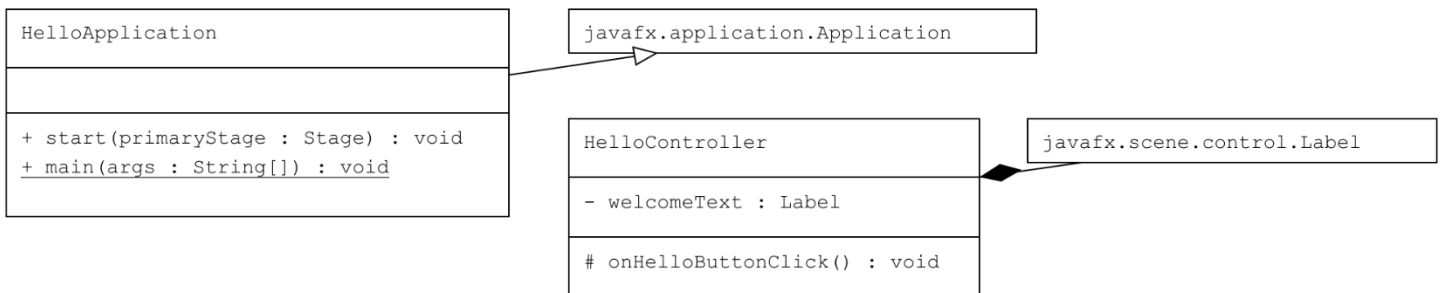 HelloApplication
+ start(primaryStage : Stage) : void
+ main(args : String[]) : void
javafx.application.Application
HelloController
- welcomeText : Label
# onHelloButtonClick() : void
javafx.scene.control.Label